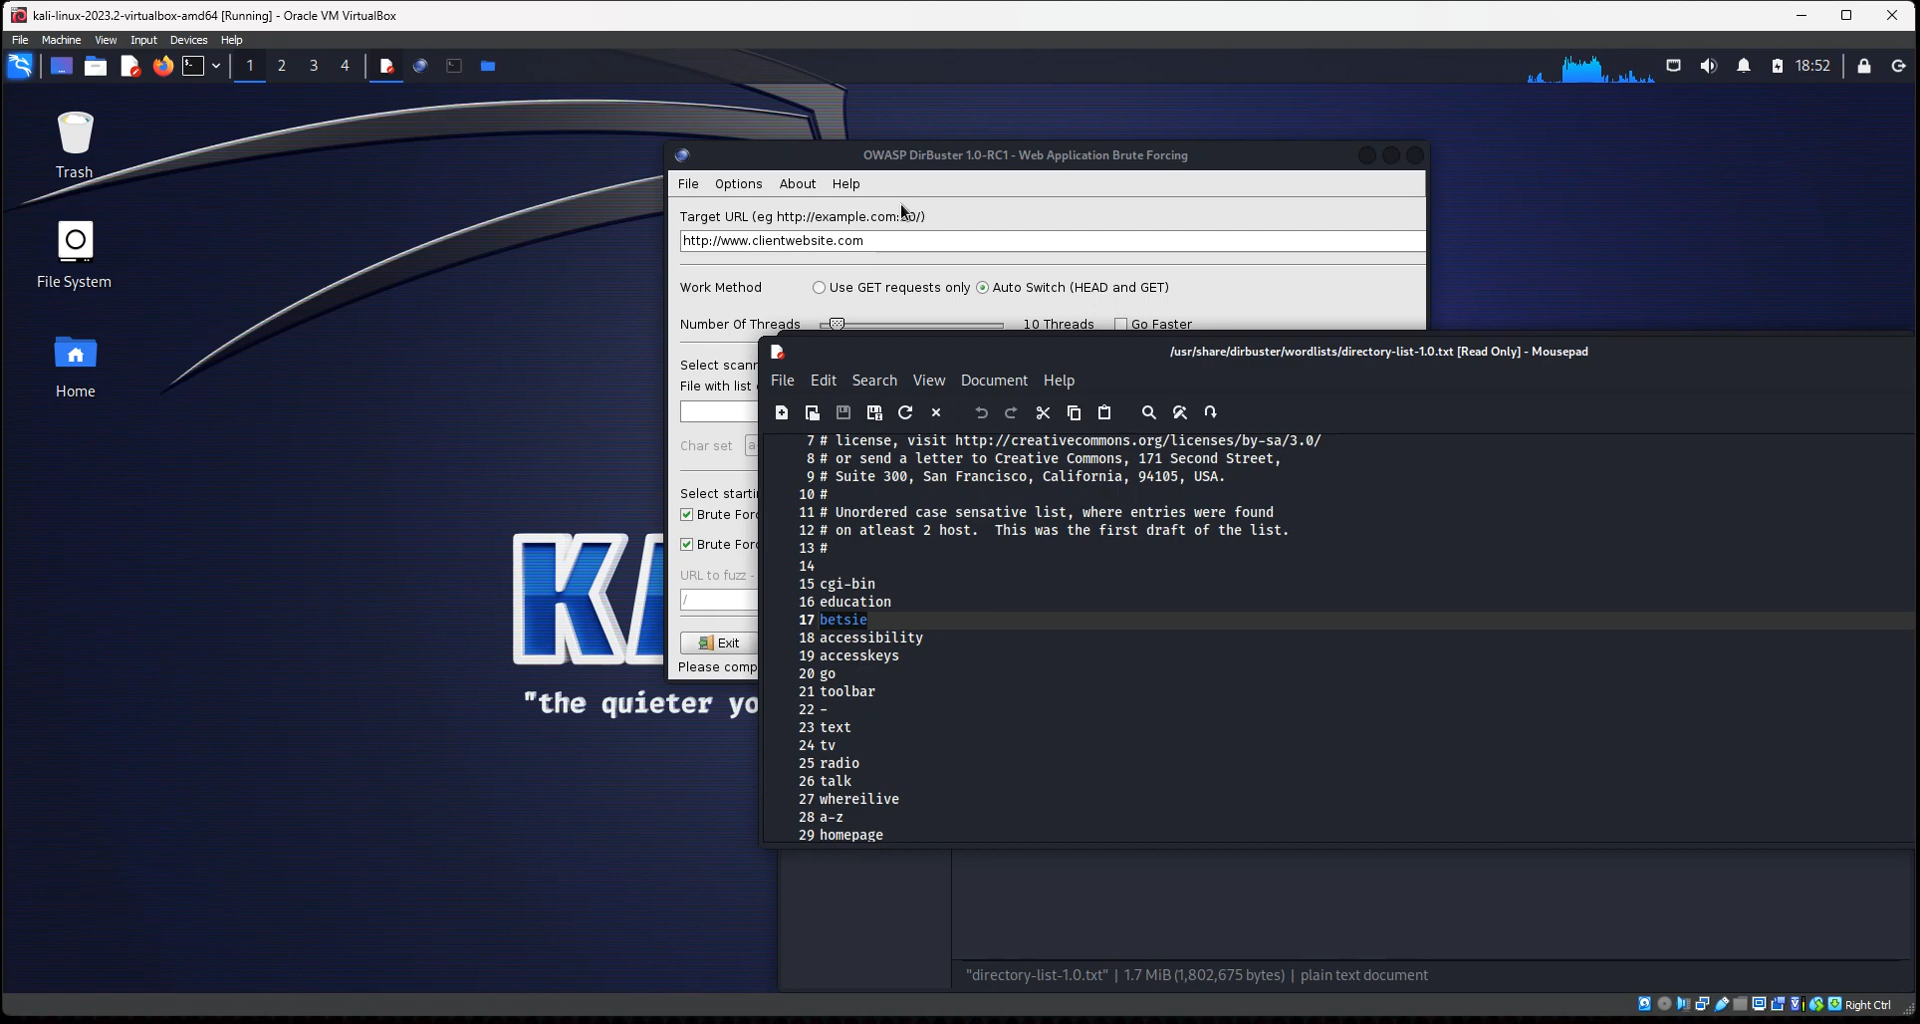 kali-linux-2023.2-virtualbox-amd64 [Running] - Oracle VM VirtualBox
File Machine View Input Devices Help
1 2 3 4
18:52
Trash
File System
Home
OWASP DirBuster 1.0-RC1 - Web Application Brute Forcing
File Options About Help
Target URL (eg http://example.com:80/)
http://www.clientwebsite.com
Work Method Use GET requests only Auto Switch (HEAD and GET)
Number Of Threads 10 Threads Go Faster
Select scann
File with list
Char set a
Select starti
Brute For
Brute For
URL to fuzz -
/
Exit
Please comp
KA
"the quieter yo
/usr/share/dirbuster/wordlists/directory-list-1.0.txt [Read Only] - Mousepad
File Edit Search View Document Help
7 # license, visit http://creativecommons.org/licenses/by-sa/3.0/
8 # or send a letter to Creative Commons, 171 Second Street,
9 # Suite 300, San Francisco, California, 94105, USA.
10 #
11 # Unordered case sensative list, where entries were found
12 # on atleast 2 host.  This was the first draft of the list.
13 #
14
15 cgi-bin
16 education
17 betsie
18 accessibility
19 accesskeys
20 go
21 toolbar
22 -
23 text
24 tv
25 radio
26 talk
27 whereilive
28 a-z
29 homepage
"directory-list-1.0.txt" | 1.7 MiB (1,802,675 bytes) | plain text document
Right Ctrl